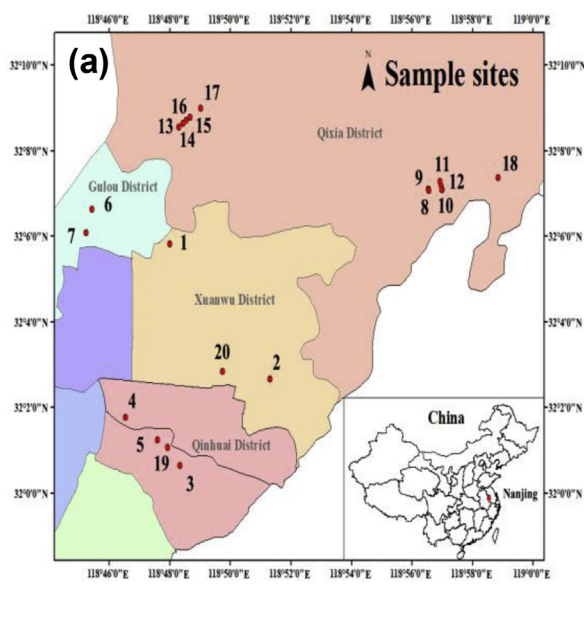 118°46'0"E 118°48'0"E 118°50'0"E 118°52'0"E 118°54'0"E 118°56'0"E 118°58'0"E 119°0'0"E
(a)
N
Sample sites
32°10'0"N 32°10'0"N
17
16
13 15
14
Qixia District
32°8'0"N 32°8'0"N
11 18
9 12
8 10
Gulou District
6
7
1
32°6'0"N 32°6'0"N
Xuanwu District
32°4'0"N 32°4'0"N
20 2
4
32°2'0"N 32°2'0"N
5 Qinhuai District
19 3
32°0'0"N 32°0'0"N
China
Nanjing
118°46'0"E 118°48'0"E 118°50'0"E 118°52'0"E 118°54'0"E 118°56'0"E 118°58'0"E 119°0'0"E